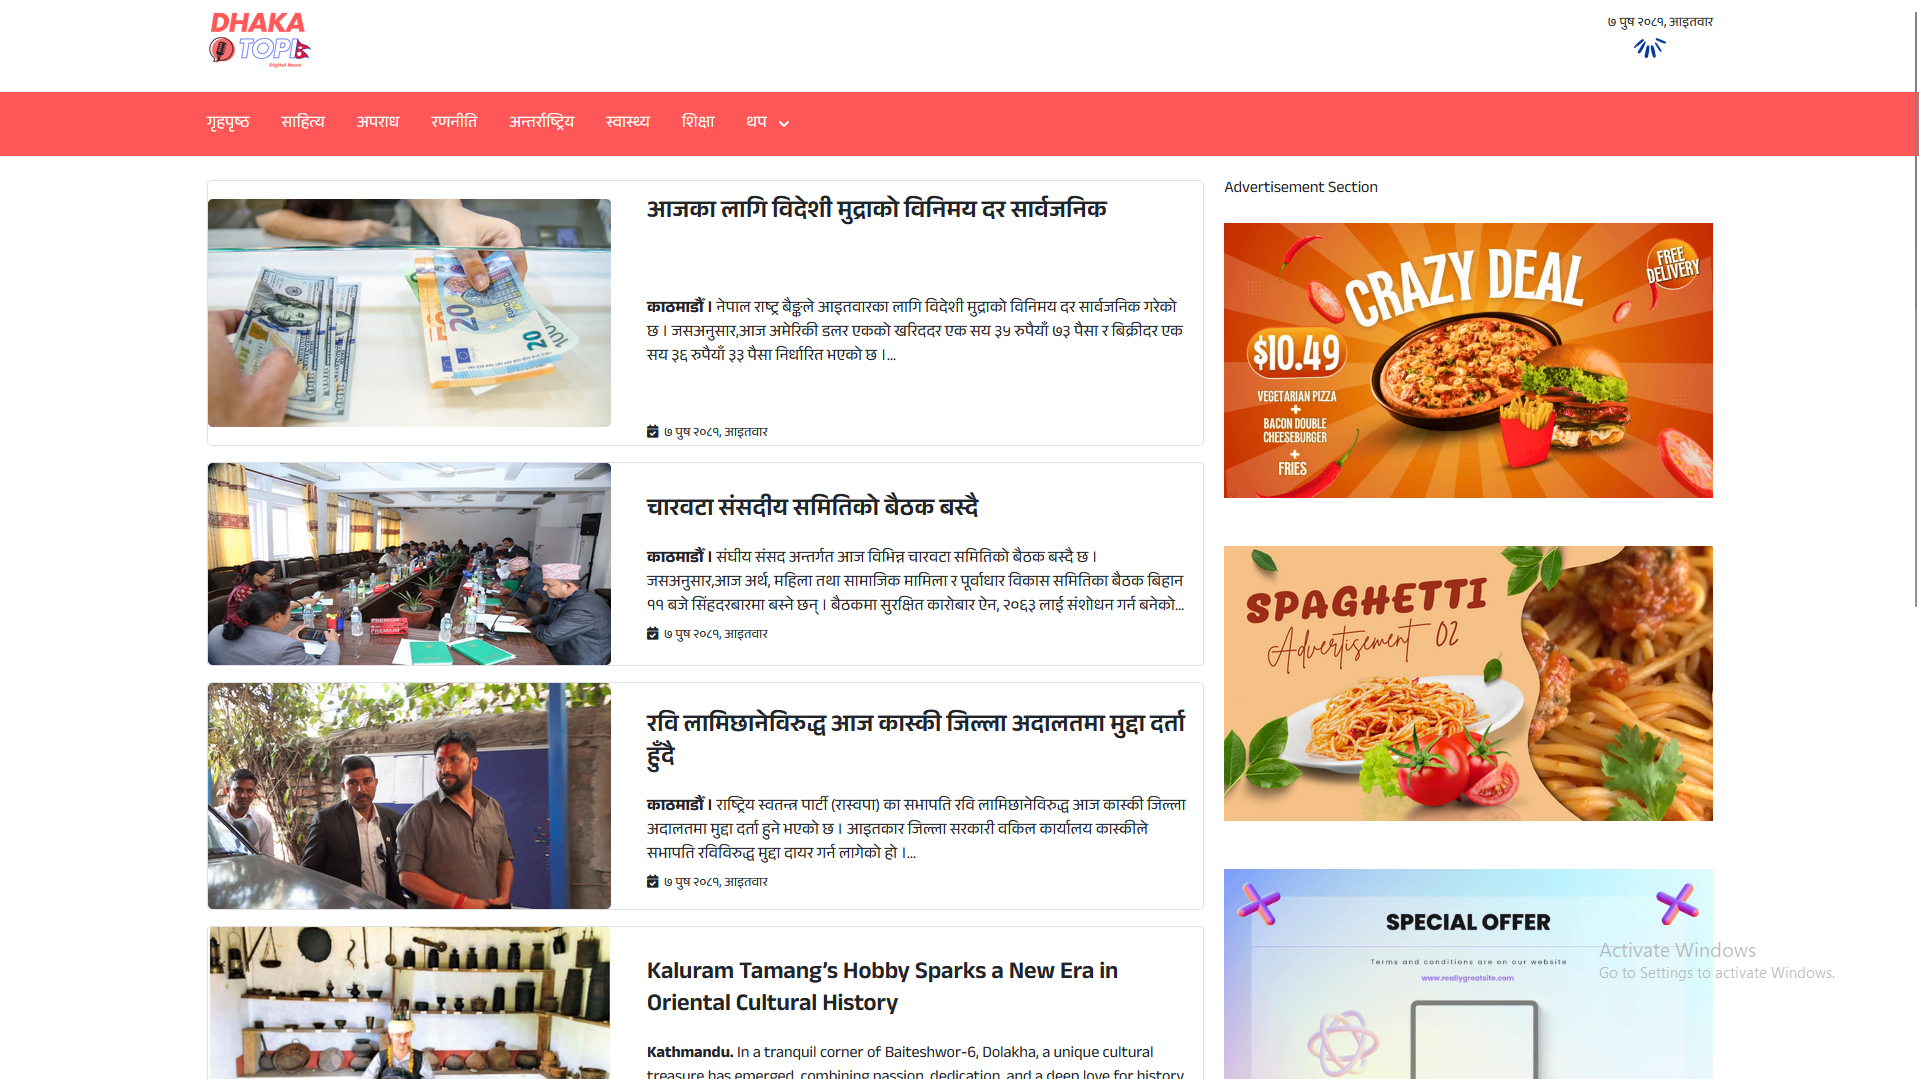 DHAKA
TOPI
Digital News
७ पुष २०८१, आइतवार
गृहपृष्ठ साहित्य अपराध रणनीति अन्तर्राष्ट्रिय स्वास्थ्य शिक्षा थप
आजका लागि विदेशी मुद्राको विनिमय दर सार्वजनिक
काठमाडौं । नेपाल राष्ट्र बैङ्कले आइतवारका लागि विदेशी मुद्राको विनिमय दर सार्वजनिक गरेको
छ । जसअनुसार,आज अमेरिकी डलर एकको खरिददर एक सय ३५ रुपैयाँ ७३ पैसा र बिक्रीदर एक
सय ३६ रुपैयाँ ३३ पैसा निर्धारित भएको छ ।...
७ पुष २०८१, आइतवार
चारवटा संसदीय समितिको बैठक बस्दै
काठमाडौं । संघीय संसद अन्तर्गत आज विभिन्न चारवटा समितिको बैठक बस्दै छ ।
जसअनुसार,आज अर्थ, महिला तथा सामाजिक मामिला र पूर्वाधार विकास समितिका बैठक बिहान
११ बजे सिंहदरबारमा बस्ने छन् । बैठकमा सुरक्षित कारोबार ऐन, २०६३ लाई संशोधन गर्न बनेको...
७ पुष २०८१, आइतवार
रवि लामिछानेविरुद्ध आज कास्की जिल्ला अदालतमा मुद्दा दर्ता
हुँदै
काठमाडौं । राष्ट्रिय स्वतन्त्र पार्टी (रास्वपा) का सभापति रवि लामिछानेविरुद्ध आज कास्की जिल्ला
अदालतमा मुद्दा दर्ता हुने भएको छ । आइतकार जिल्ला सरकारी वकिल कार्यालय कास्कीले
सभापति रविविरुद्ध मुद्दा दायर गर्न लागेको हो ।...
७ पुष २०८१, आइतवार
Kaluram Tamang’s Hobby Sparks a New Era in
Oriental Cultural History
Kathmandu. In a tranquil corner of Baiteshwor-6, Dolakha, a unique cultural
treasure has emerged, combining passion, dedication, and a deep love for history.
Advertisement Section
CRAZY DEAL
FREE
DELIVERY
$10.49
VEGETARIAN PIZZA
+
BACON DOUBLE
CHEESEBURGER
+
FRIES
SPAGHETTI
Advertisement 02
SPECIAL OFFER
Terms and conditions are on our website
www.reallygreatsite.com
Activate Windows
Go to Settings to activate Windows.